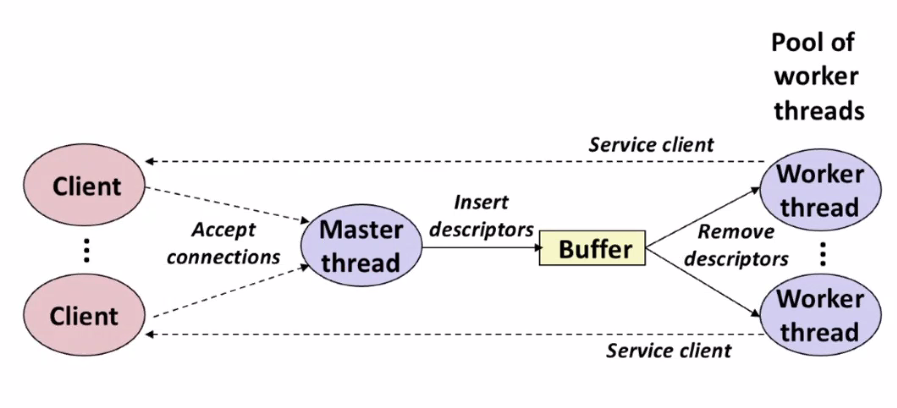 Pool of
worker
threads
Service client
Client
Worker
thread
Accept
connections
Master
thread
Insert
descriptors
Buffer
Remove
descriptors
Client
Worker
thread
Service client